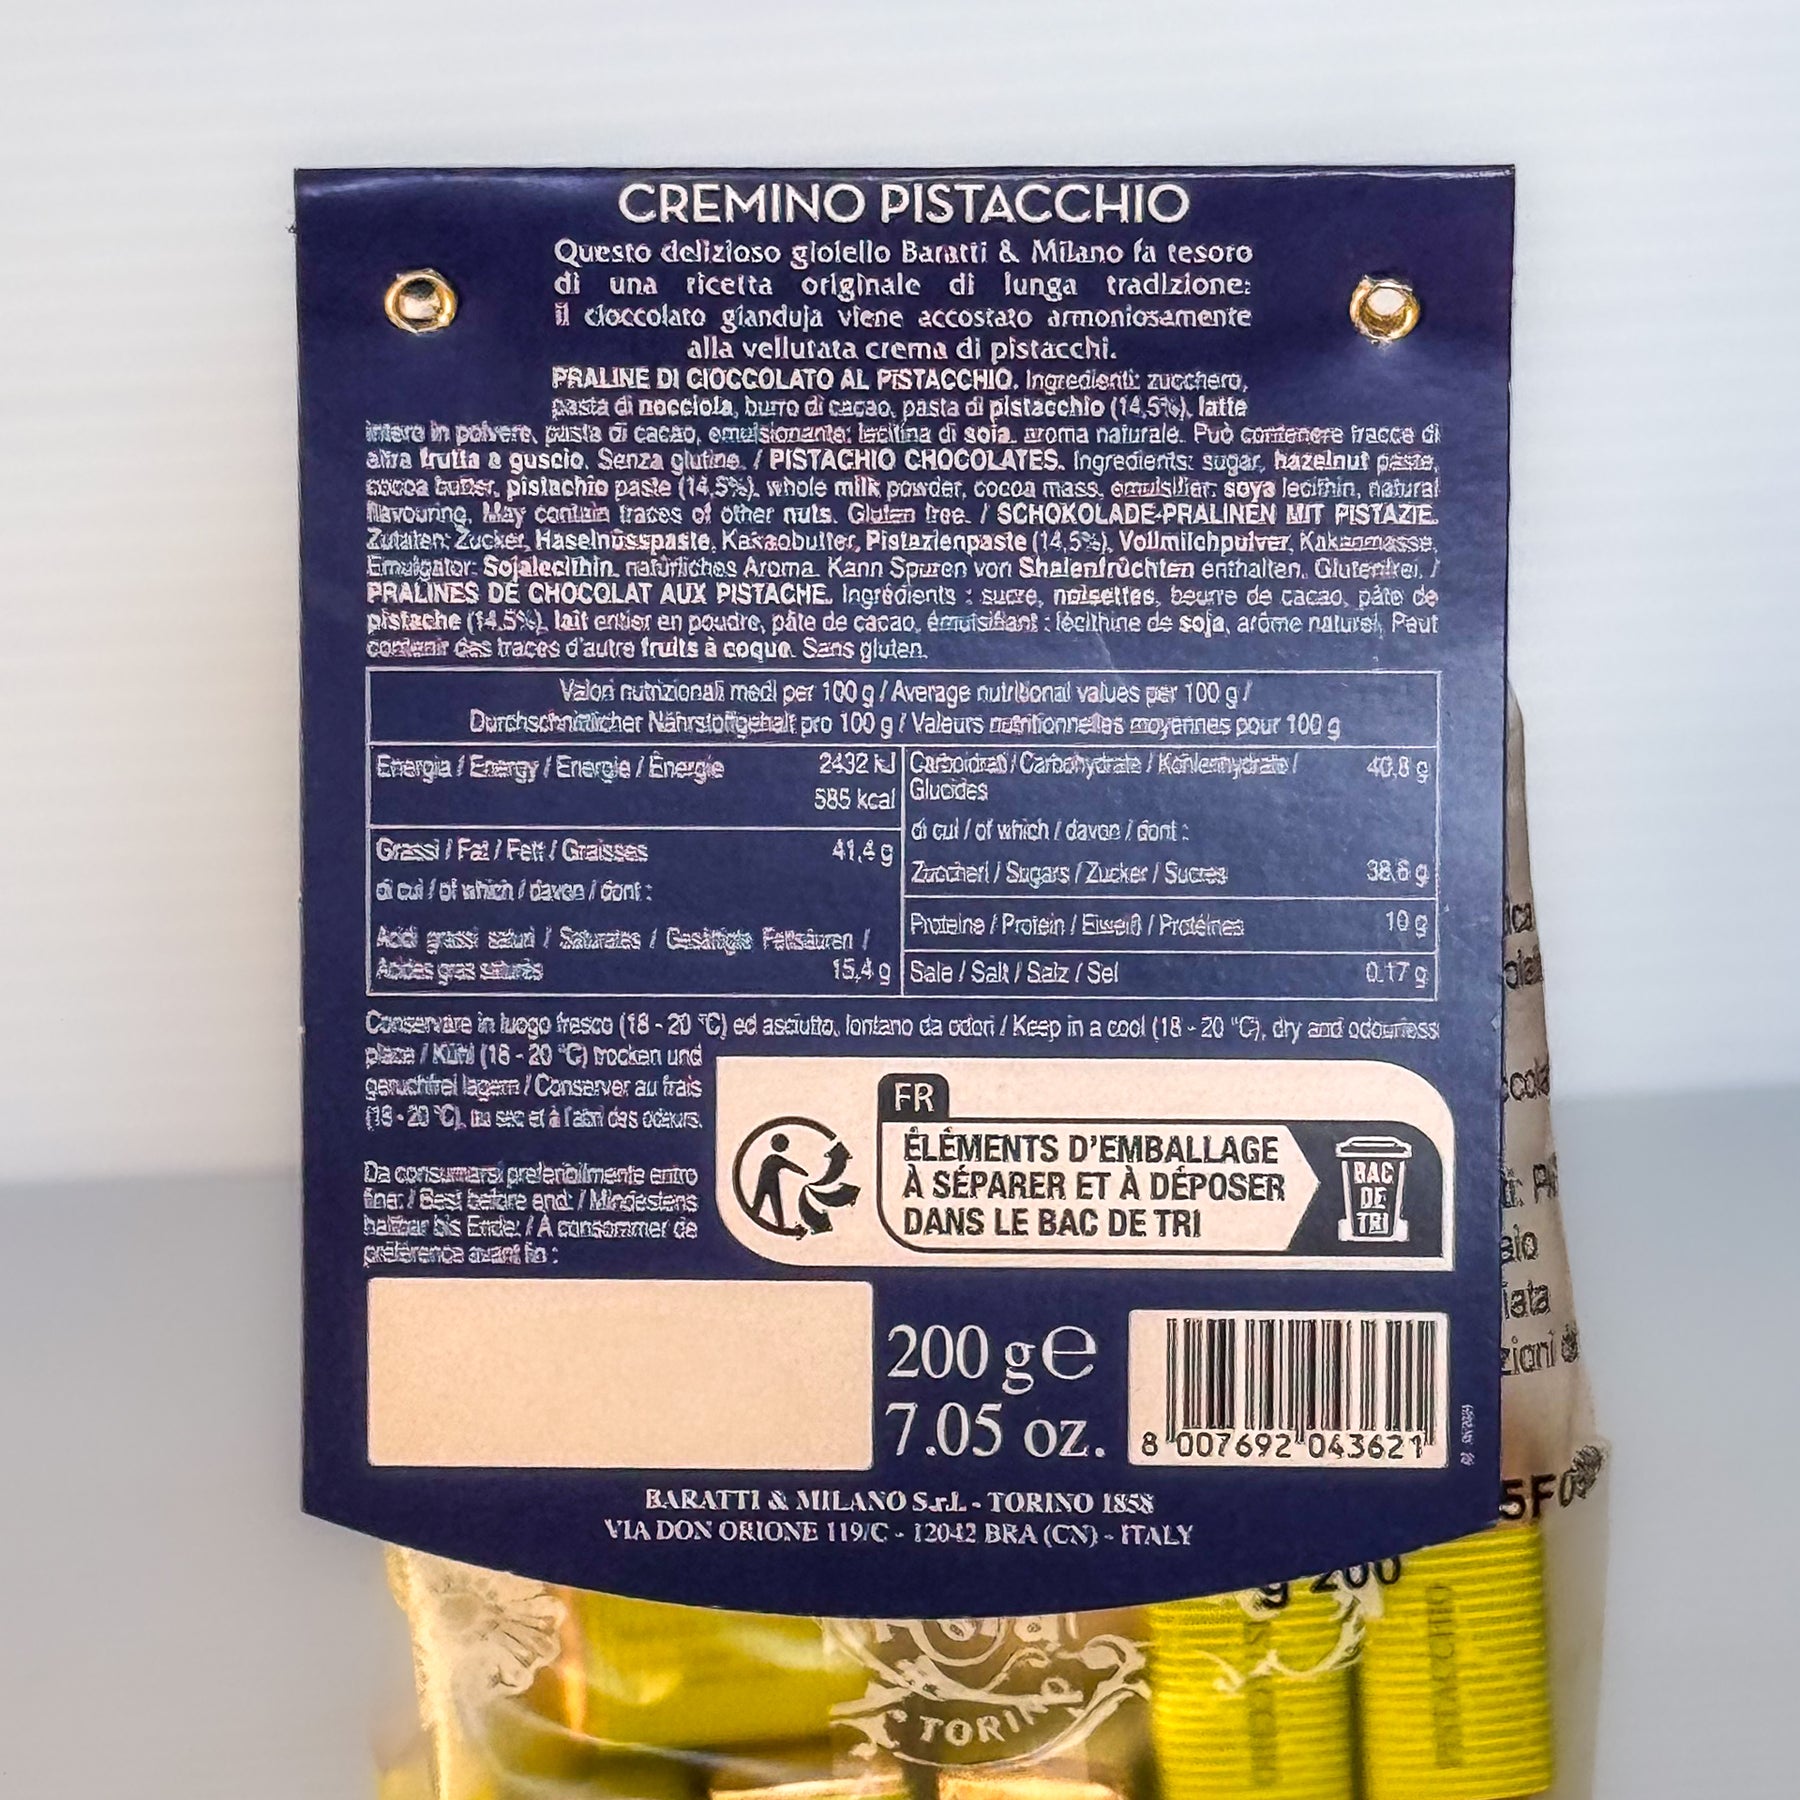 CREMINO PISTACCHIO
Questo delizioso gioiello Baratti & Milano fa tesoro
di una ricetta originale di lunga tradizione:
il cioccolato gianduja viene accostato armoniosamente
alla vellutata crema di pistacchi.
PRALINE DI CIOCCOLATO AL PISTACCHIO. Ingredienti: zucchero,
pasta di nocciola, burro di cacao, pasta di pistacchio (14,5%), latte
intero in polvere, pasta di cacao, emulsionante: lecitina di soia, aroma naturale. Può contenere tracce di
altra frutta a guscio. Senza glutine. / PISTACHIO CHOCOLATES. Ingredients: sugar, hazelnut paste,
cocoa butter, pistachio paste (14,5%), whole milk powder, cocoa mass, emulsifier: soya lecithin, natural
flavouring. May contain traces of other nuts. Gluten free. / SCHOKOLADE-PRALINEN MIT PISTAZIE.
Zutaten: Zucker, Haselnüsspaste, Kakaobutter, Pistazienpaste (14,5%), Vollmilchpulver, Kakaomasse,
Emulgator: Sojalecithin, natürliches Aroma. Kann Spuren von Shalenfrüchten enthalten. Glutenfrei. /
PRALINES DE CHOCOLAT AUX PISTACHE. Ingrédients : sucre, noisettes, beurre de cacao, pâte de
pistache (14.5%), lait entier en poudre, pâte de cacao, émulsifiant : lécithine de soja, arôme naturel, Peut
contenir des traces d'autre fruits à coque. Sans gluten.
Valori nutrizionali medi per 100 g / Average nutritional values per 100 g /
Durchschnittlicher Nährstoffgehalt pro 100 g / Valeurs nutritionnelles moyennes pour 100 g
Energia / Energy / Energie / Énergie 2432 kJ
585 kcal
Grassi / Fat / Fett / Graisses 41,4 g
di cui / of which / davon / dont :
Acidi grassi saturi / Saturates / Gesättigte Fettsäuren /
Acides gras saturés 15,4 g
Carboidrati / Carbohydrate / Kohlenhydrate / 40,8 g
Glucides
di cui / of which / davon / dont :
Zuccheri / Sugars / Zucker / Sucres 38,6 g
Proteine / Protein / Eiweiß / Protéines 10 g
Sale / Salt / Salz / Sel 0.17 g
Conservare in luogo fresco (18 - 20 °C) ed asciutto, lontano da odori / Keep in a cool (18 - 20 °C), dry and odourless
place / Kühl (18 - 20 °C) trocken und
geruchfrei lagern / Conserver au frais
(18 - 20 °C), au sec et à l'abri des odeurs.
Da consumarsi preferibilmente entro
fine: / Best before end: / Mindestens
haltbar bis Ende: / A consommer de
préférence avant fin :
FR
ÉLÉMENTS D'EMBALLAGE
À SÉPARER ET À DÉPOSER
DANS LE BAC DE TRI
BAC
DE
TRI
200 g e
7.05 oz.
8 007692 043621
BARATTI & MILANO S.r.L. - TORINO 1858
VIA DON ORIONE 119/C - 12042 BRA (CN) - ITALY
g 200
TORINO
PISTACCHIO